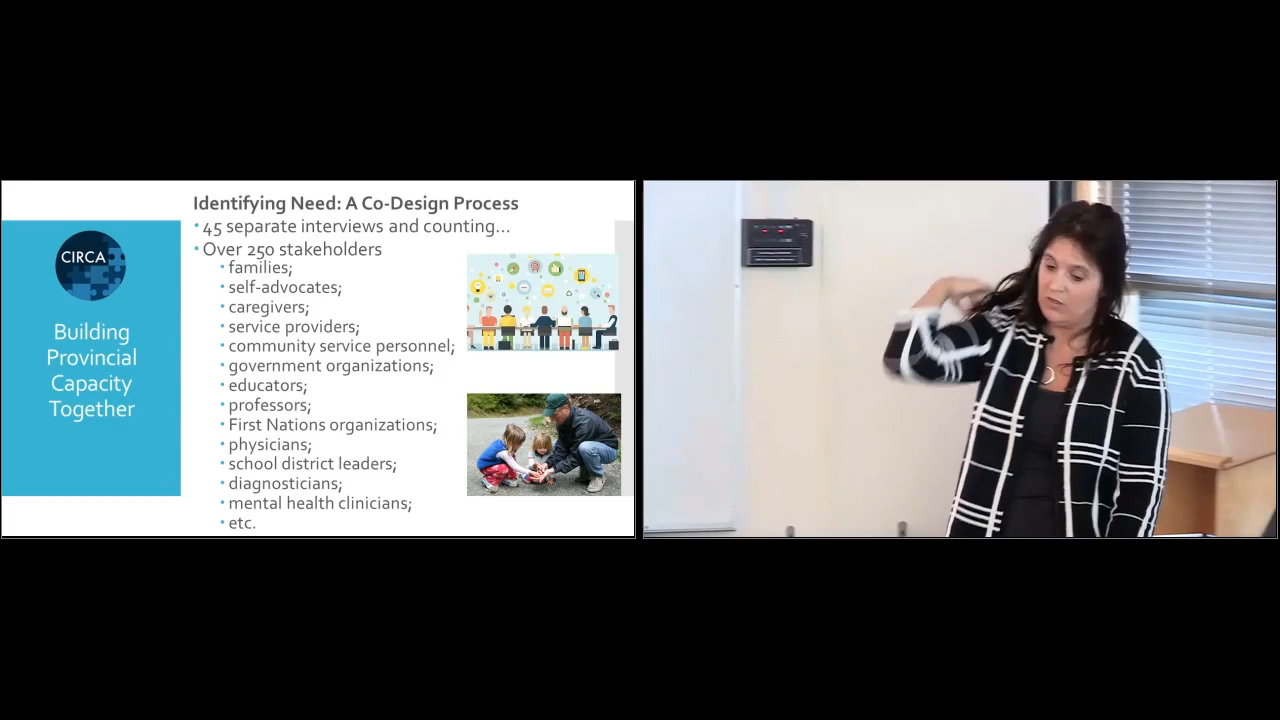 Identifying Need: A Co-Design Process
• 45 separate interviews and counting...
• Over 250 stakeholders
• families;
• self-advocates;
• caregivers;
• service providers;
• community service personnel;
• government organizations;
• educators;
• professors;
• First Nations organizations;
• physicians;
• school district leaders;
• diagnosticians;
• mental health clinicians;
• etc.
CIRCA
Building
Provincial
Capacity
Together